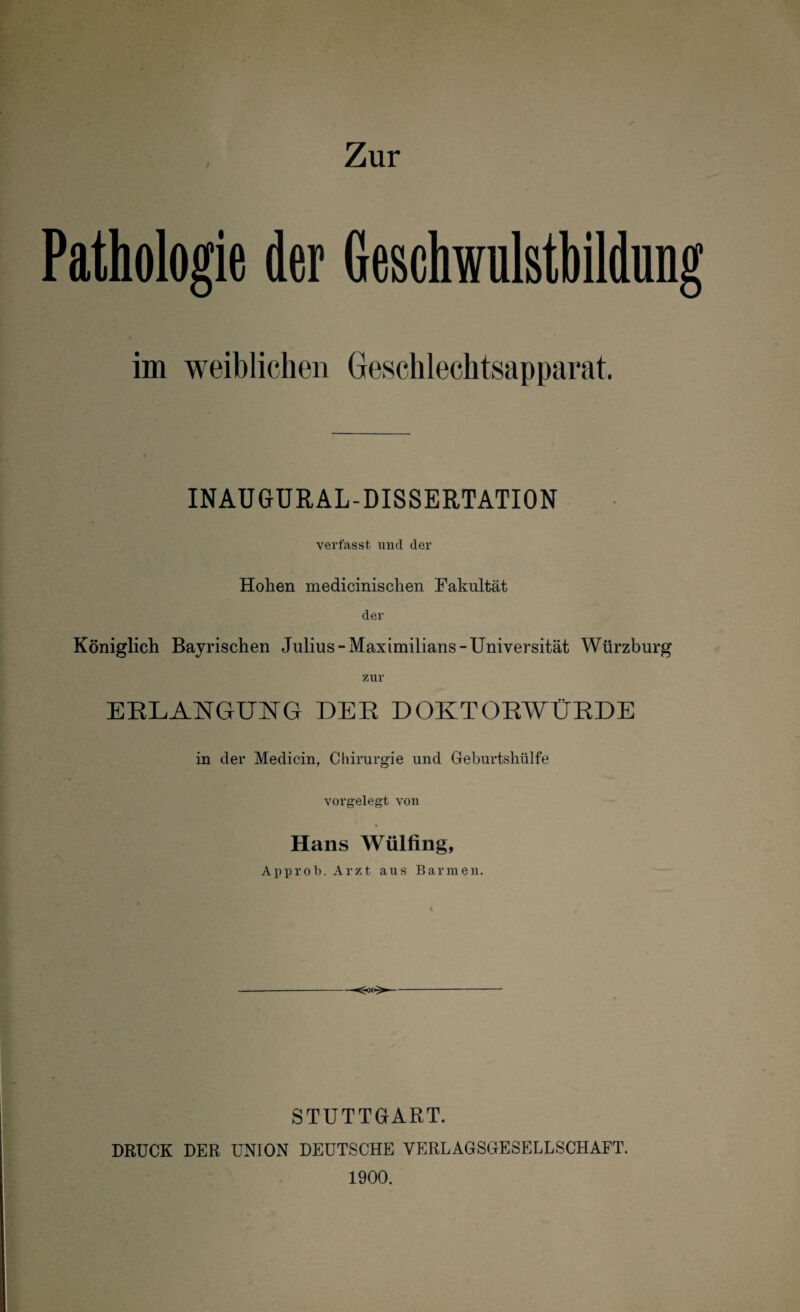 Zur
Pathologie der Geschwulstbildung
im weiblichen Geschlechtsapparat.
INAUGURAL-DISSERTATION
verfasst und der
Hohen medicinischen Fakultät
der
Königlich Bayrischen Julius-Maximilians-Universität Würzburg
zur
ERLANGUNG DER DOKTORWÜRDE
in der Medicin, Chirurgie und Geburtshülfe
vorgelegt von
Hans Wülfing,
Approb. Arzt aus Barmen.
STUTTGART.
DRUCK DER UNION DEUTSCHE VERLAGSGESELLSCHAFT.
1900.